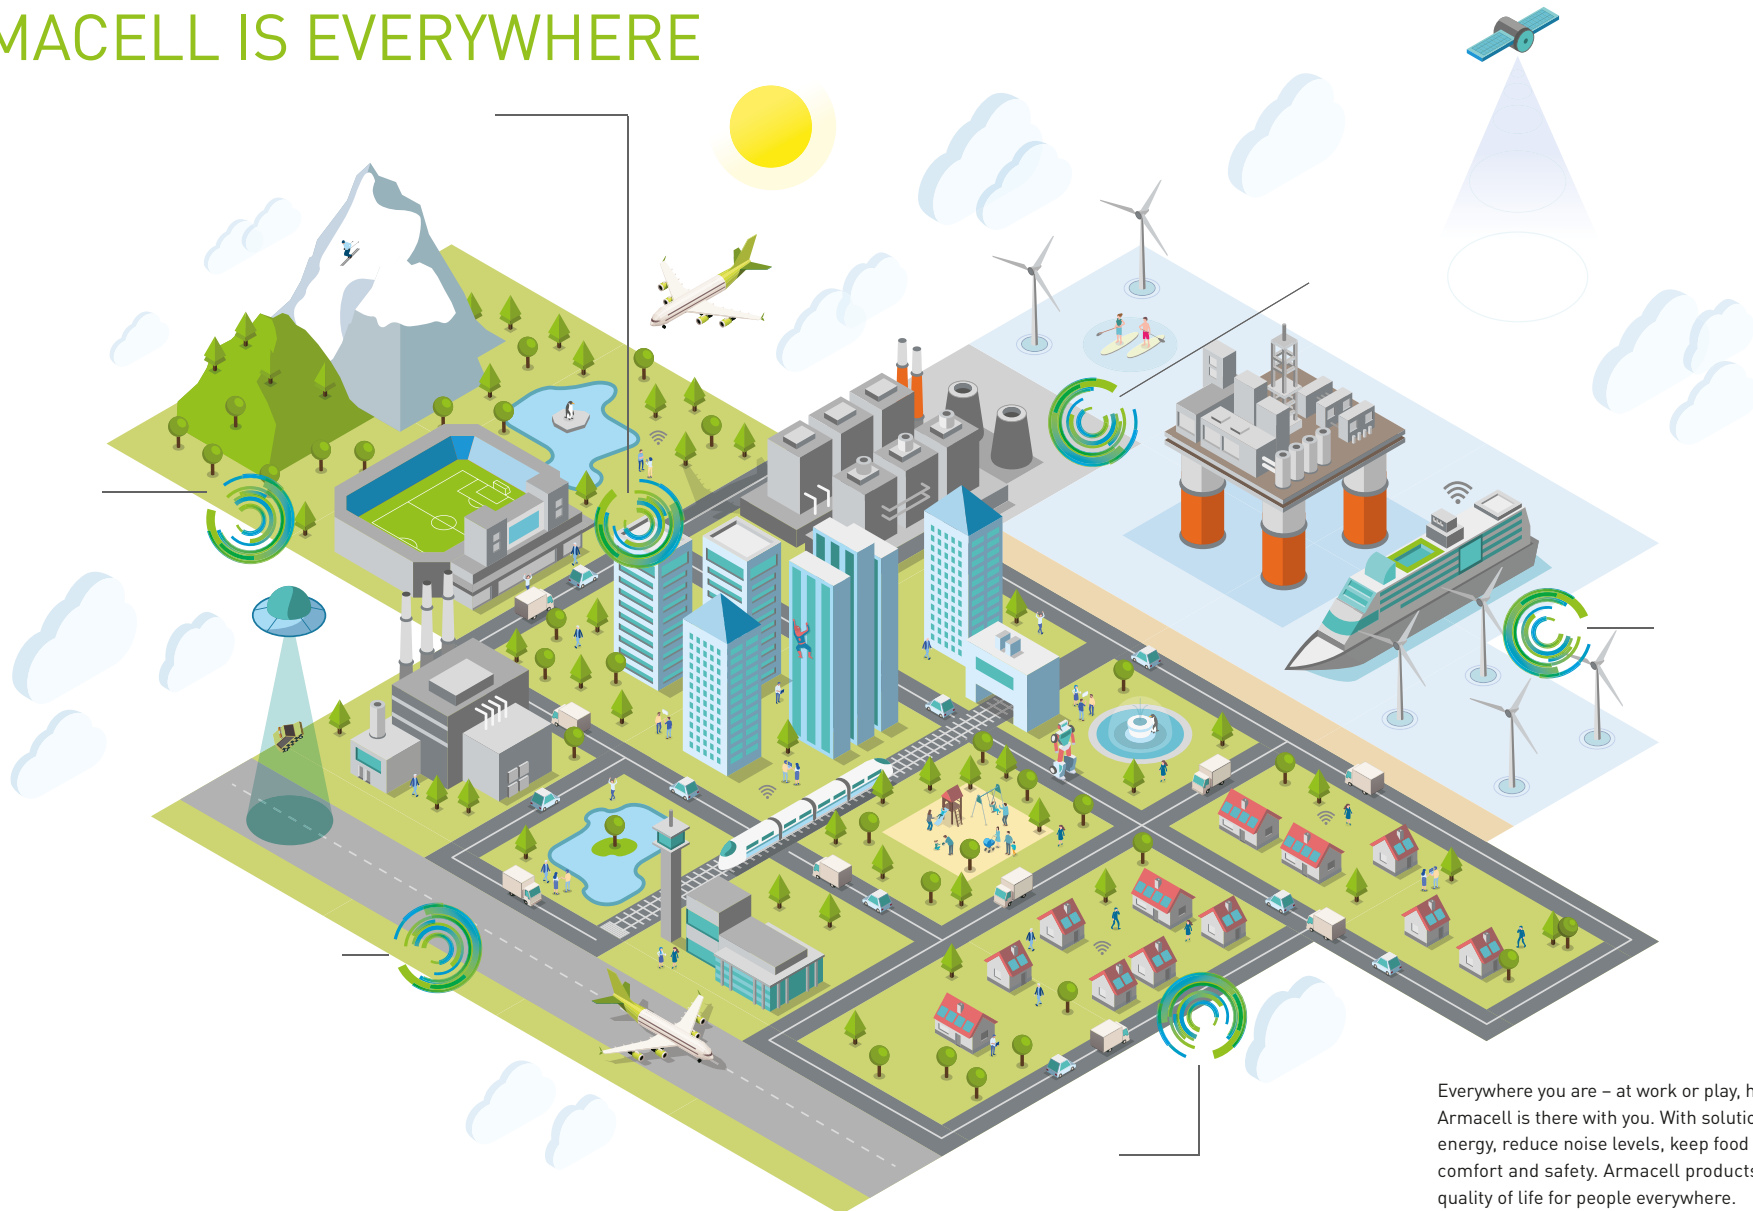 MACELL IS EVERYWHERE
Everywhere you are – at work or play, h
Armacell is there with you. With solutio
energy, reduce noise levels, keep food
comfort and safety. Armacell products
quality of life for people everywhere.